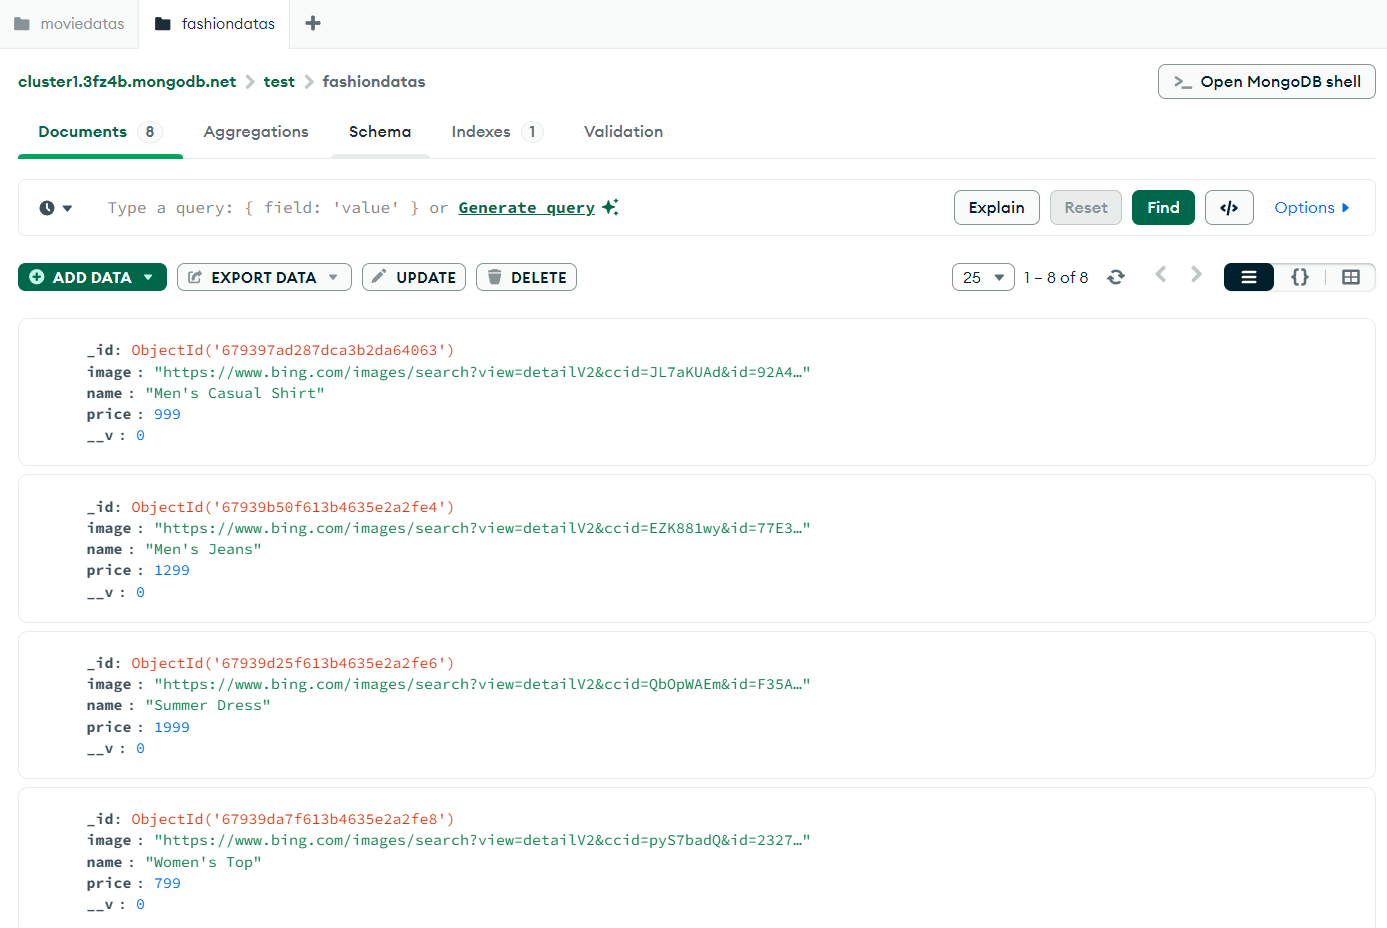 moviedatas fashiondatas +
cluster1.3fz4b.mongodb.net > test > fashiondatas
>_ Open MongoDB shell
Documents 8 Aggregations Schema Indexes 1 Validation
Type a query: { field: 'value' } or Generate query
Explain Reset Find </> Options
ADD DATA EXPORT DATA UPDATE DELETE
25 1 – 8 of 8 {}
_id: ObjectId('679397ad287dca3b2da64063')
image : "https://www.bing.com/images/search?view=detailV2&ccid=JL7aKUAd&id=92A4…"
name : "Men's Casual Shirt"
price : 999
__v : 0
_id: ObjectId('67939b50f613b4635e2a2fe4')
image : "https://www.bing.com/images/search?view=detailV2&ccid=EZK881wy&id=77E3…"
name : "Men's Jeans"
price : 1299
__v : 0
_id: ObjectId('67939d25f613b4635e2a2fe6')
image : "https://www.bing.com/images/search?view=detailV2&ccid=QbOpWAEm&id=F35A…"
name : "Summer Dress"
price : 1999
__v : 0
_id: ObjectId('67939da7f613b4635e2a2fe8')
image : "https://www.bing.com/images/search?view=detailV2&ccid=pyS7badQ&id=2327…"
name : "Women's Top"
price : 799
__v : 0